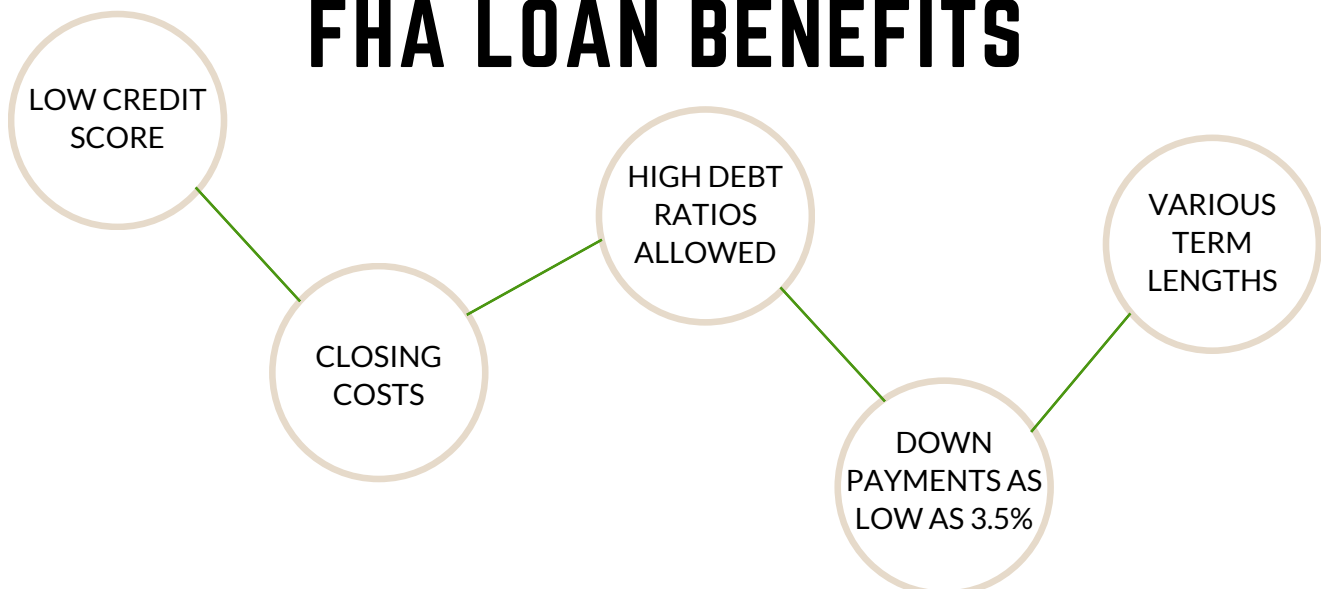 FHA LOAN BENEFITS
LOW CREDIT
SCORE
CLOSING
COSTS
HIGH DEBT
RATIOS
ALLOWED
DOWN
PAYMENTS AS
LOW AS 3.5%
VARIOUS
TERM
LENGTHS